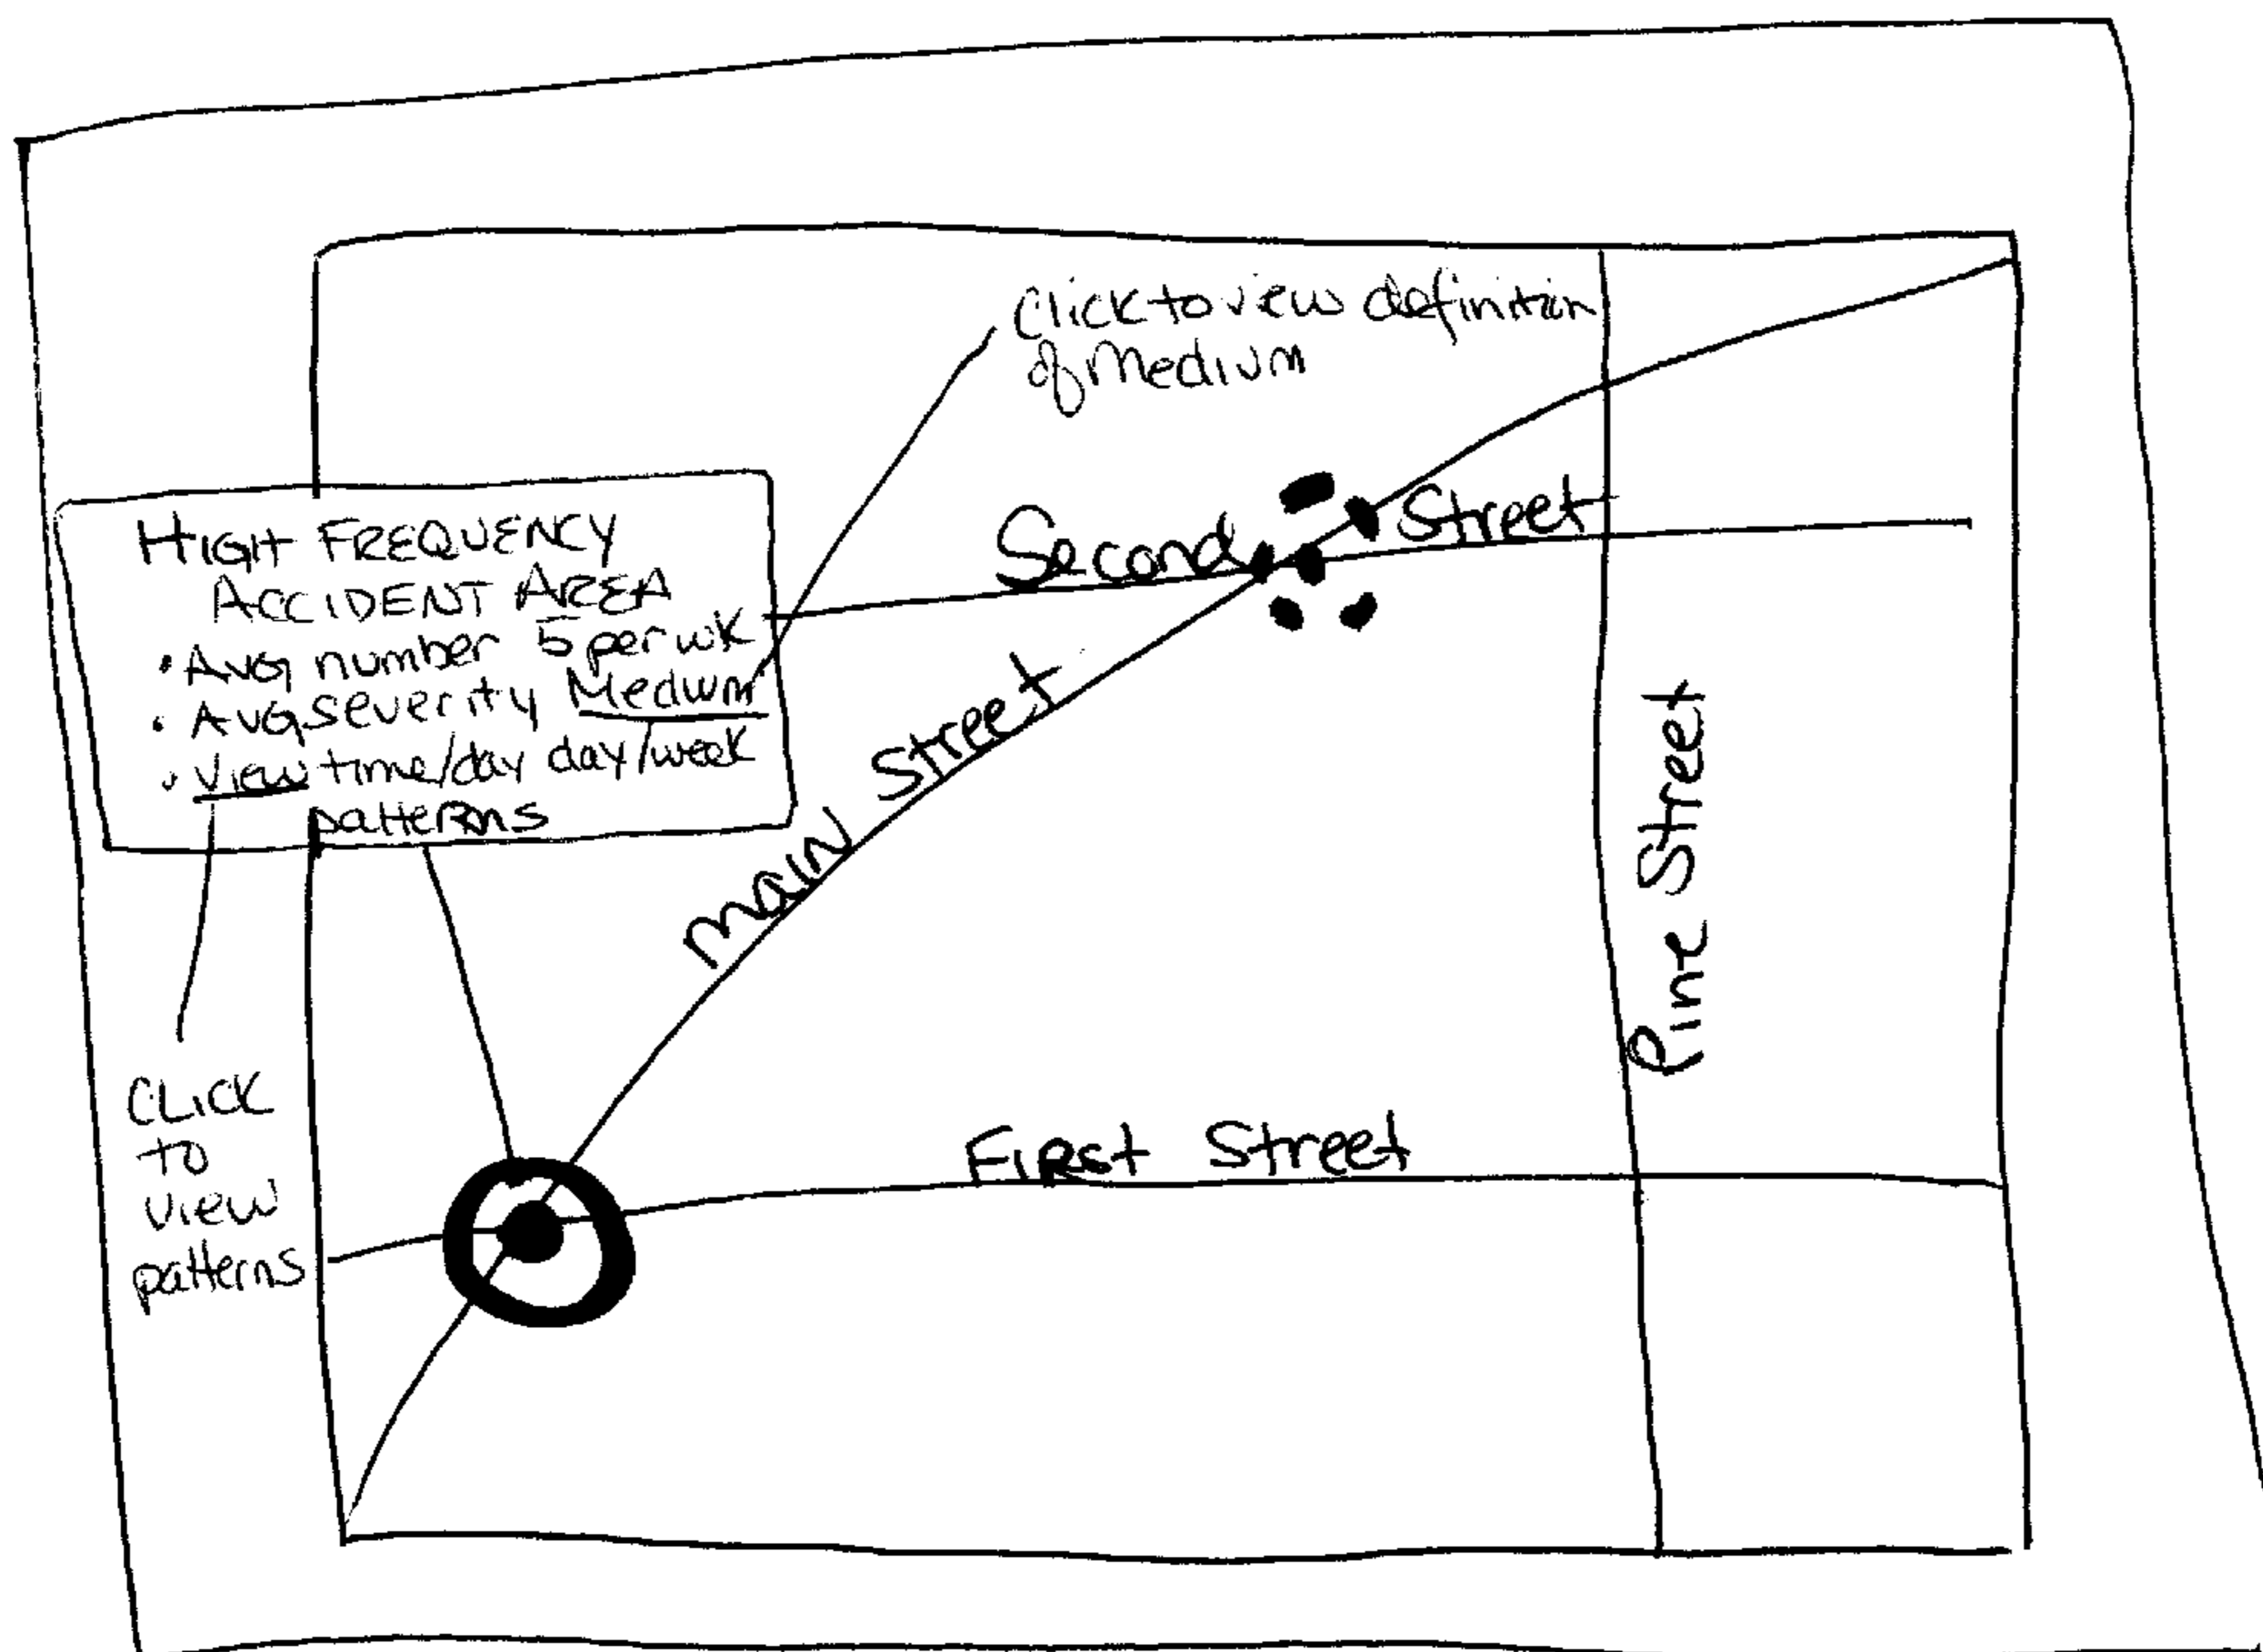 Click to view definition
of Medium
Second Street
HIGH FREQUENCY
ACCIDENT AREA
• AVG number 5 per wk
• AVG severity Medium
• View time/day day/week
patterns
Main Street
Pine Street
CLICK
to
view
patterns
First Street